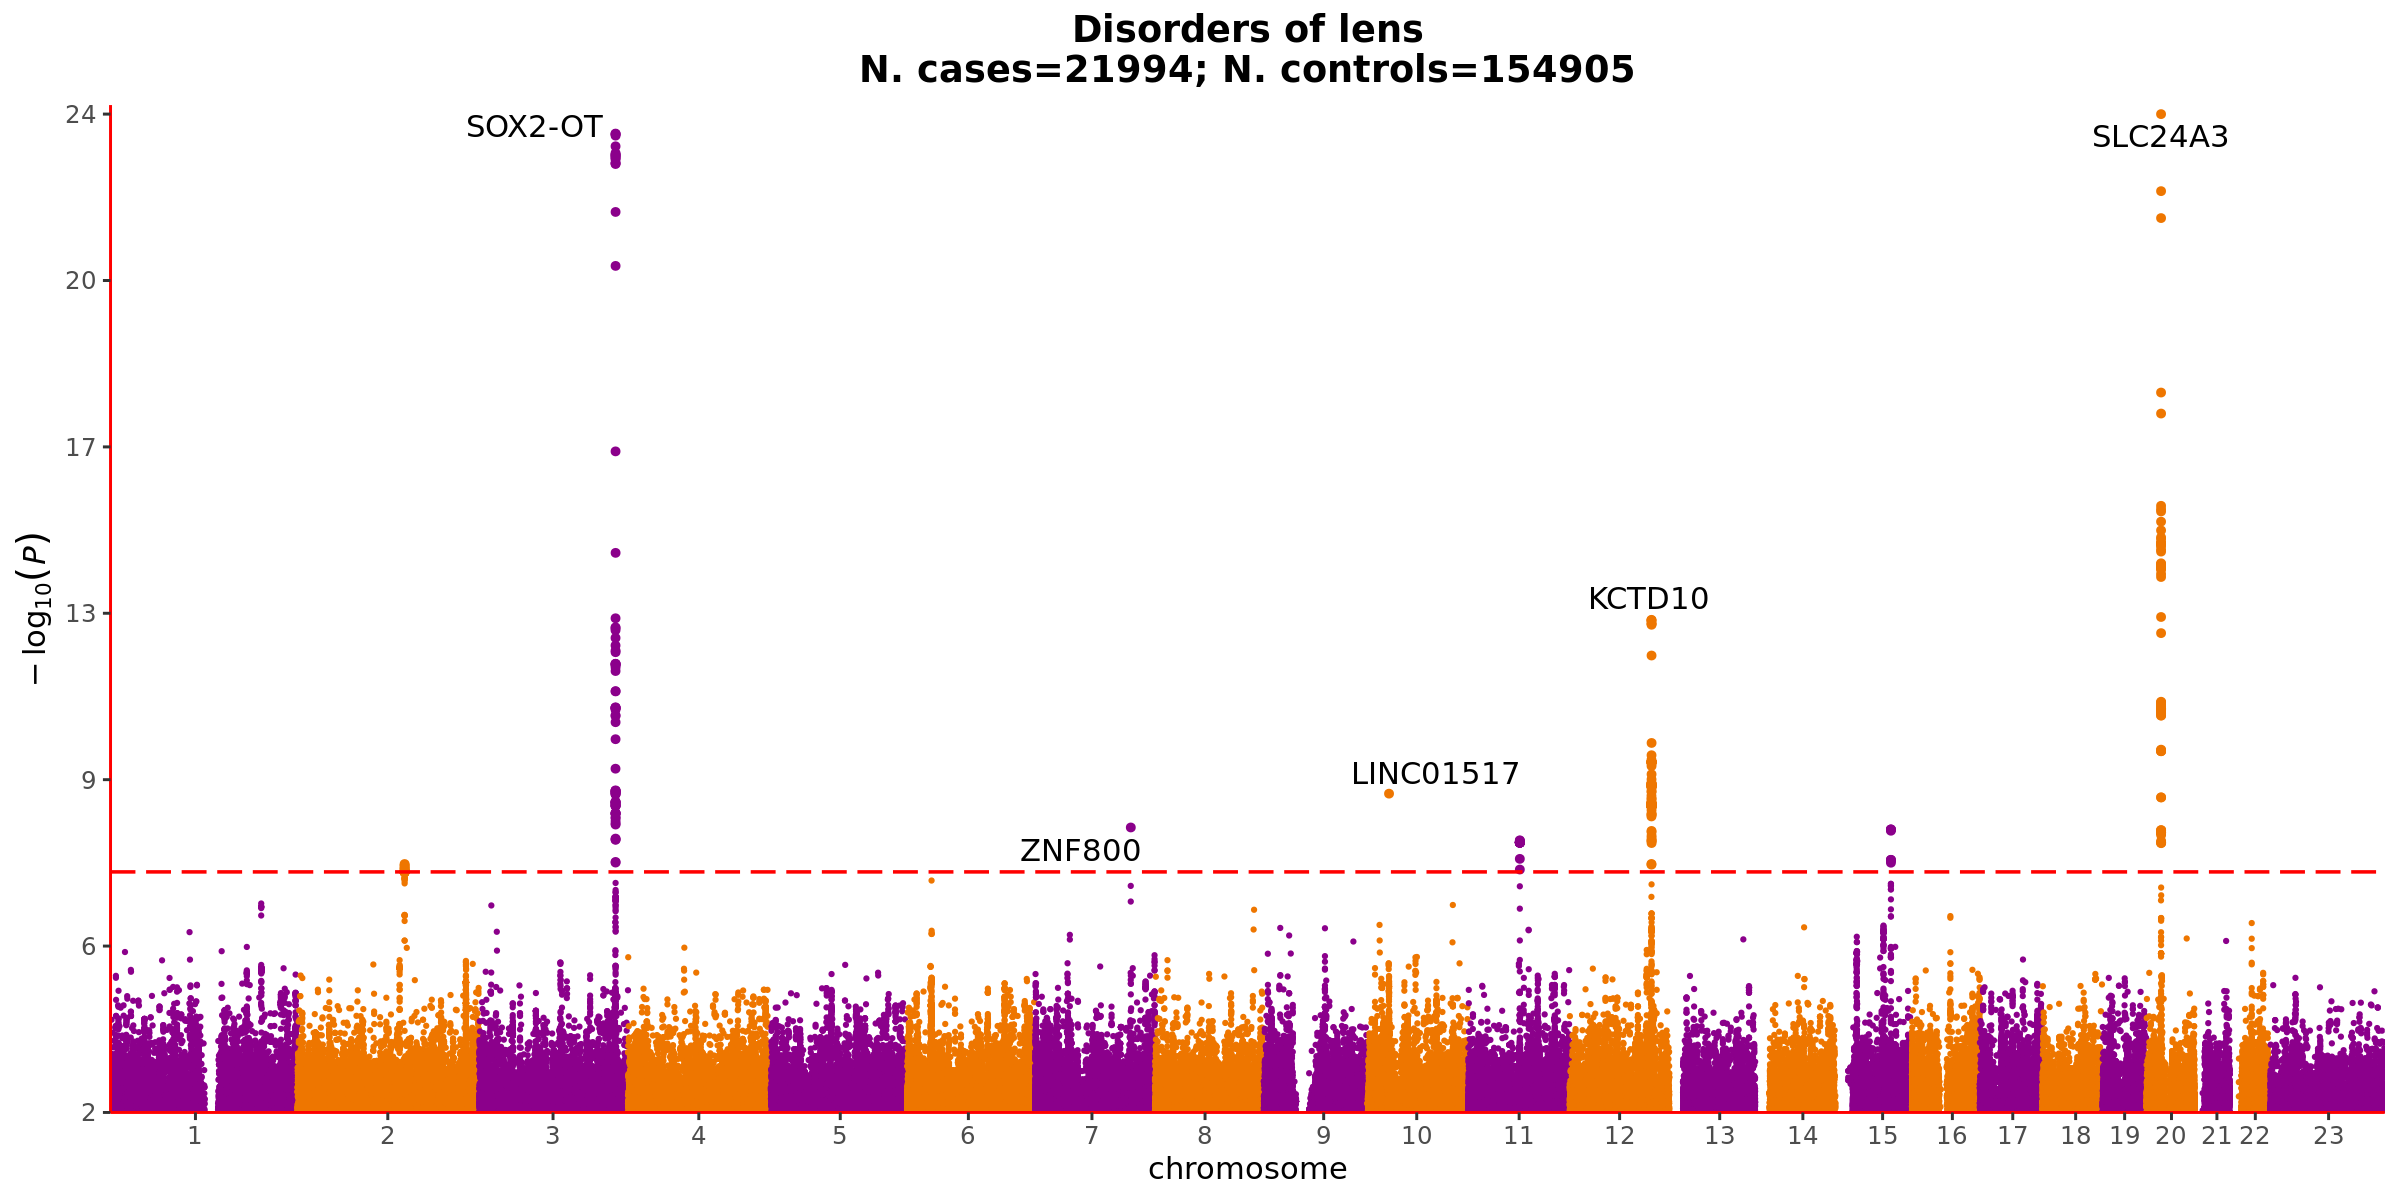 Disorders of lens
N. cases=21994; N. controls=154905
24
20
17
13
9
6
2
−log10(P)
SOX2-OT
SLC24A3
KCTD10
LINC01517
ZNF800
1 2 3 4 5 6 7 8 9 10 11 12 13 14 15 16 17 18 19 20 21 22 23
chromosome